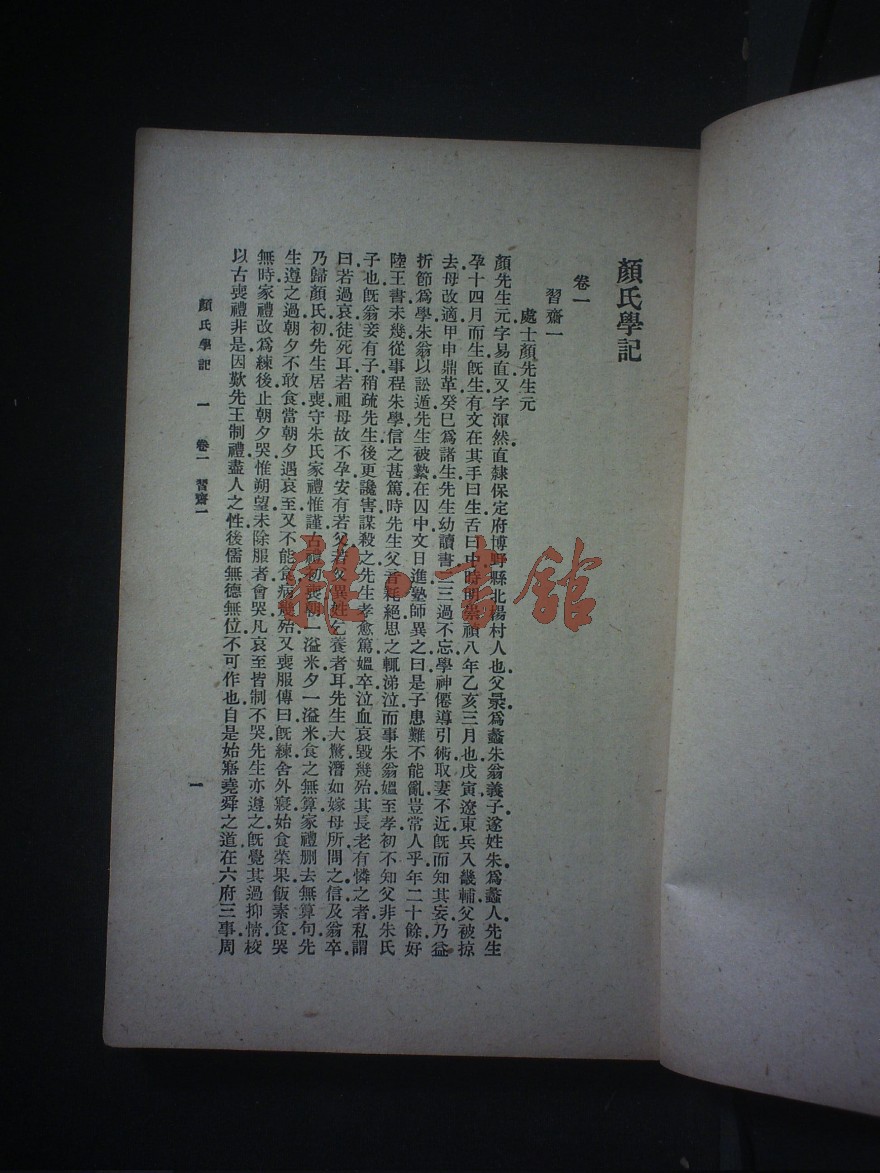 顏氏學記
卷一
習齋一
處士顏先生元
顏先生元字易直又字渾然直隸保定府博野縣北楊村人也父㫤爲蠡朱翁義子遂姓朱爲蠡人先生
孕十四月而生旣生有文在其手曰生舌曰中時明崇禎八年乙亥三月也戊寅遼東兵入畿輔父被掠
去母改適甲申鼎革癸巳爲諸生先生幼讀書二三過不忘學神僊導引術取妻不近旣而知其妄乃益
折節爲學朱翁以訟遁先生被縶在囚中文日進塾師異之曰是子患難不能亂豈常人乎年二十餘好
陸王書未幾從事程朱學信之甚篤時先生父音耗絕思之輒涕泣而事朱翁媼至孝初不知父非朱氏
子也旣翁妾有子稍疏先生後更讒害謀殺之先生孝愈篤媼卒泣血哀毀幾殆其長老有憐之者私謂
曰若過哀徒死耳若祖母故不孕安有若父若父異姓乞養者耳先生大驚潛如嫁母所問之信及翁卒
乃歸顏氏初先生居喪守朱氏家禮惟謹古禮初喪朝一溢米夕一溢米食之無算家禮刪去無算句先
生遵之過朝夕不敢食當朝夕遇哀至又不能食病幾殆又喪服傳曰旣練舍外寢始食菜果飯素食哭
無時家禮改爲練後止朝夕哭惟朔望未除服者會哭凡哀至皆制不哭先生亦遵之旣覺其過抑情校
以古喪禮非是因歎先王制禮盡人之性後儒無德無位不可作也自是始寤堯舜之道在六府三事周
顏氏學記 一 卷一 習齋一
一
龍 書館